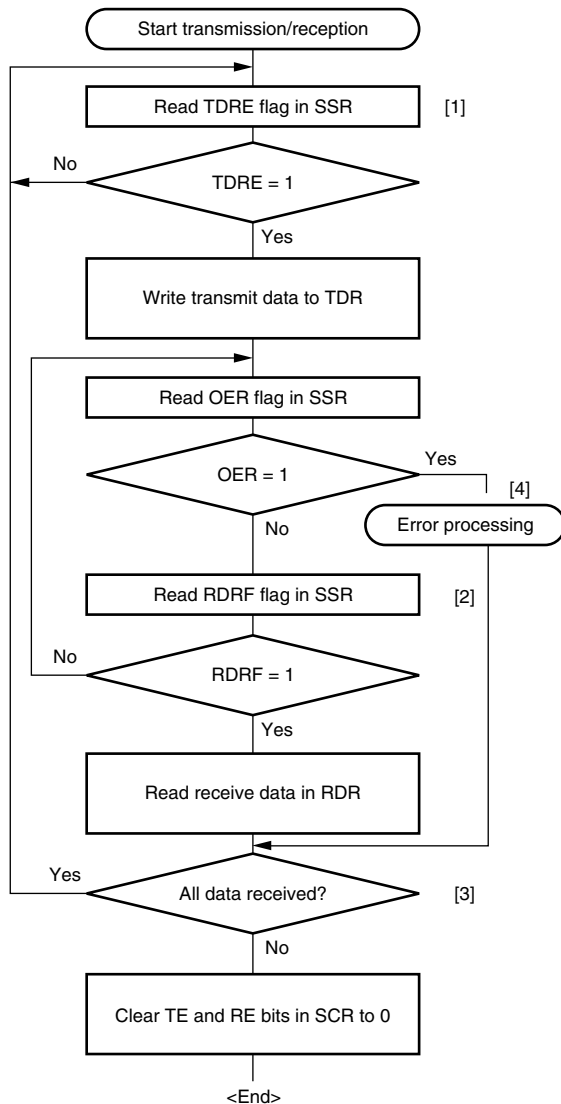 Start transmission/reception
Read TDRE flag in SSR
[1]
No
TDRE = 1
Yes
Write transmit data to TDR
Read OER flag in SSR
Yes
OER = 1
[4]
No
Error processing
Read RDRF flag in SSR
[2]
No
RDRF = 1
Yes
Read receive data in RDR
Yes
All data received?
[3]
No
Clear TE and RE bits in SCR to 0
<End>